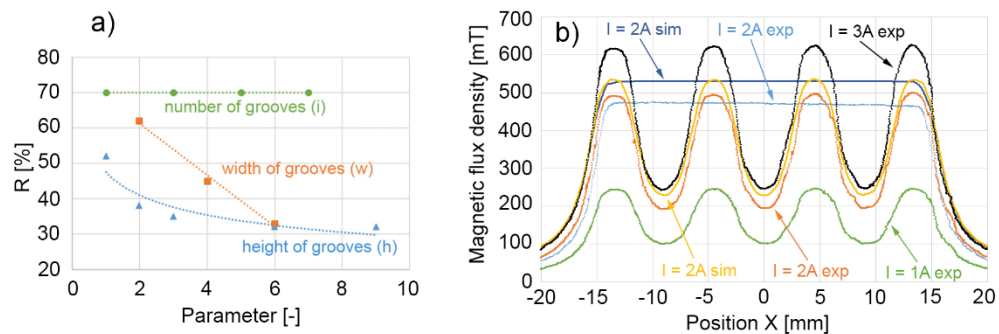 a)
R [%]
80
70
60
50
40
30
20
number of grooves (i)
width of grooves (w)
height of grooves (h)
0 2 4 6 8 10
Parameter [-]
b)
Magnetic flux density [mT]
700
600
500
400
300
200
100
0
I = 2A sim
I = 2A exp
I = 3A exp
I = 2A sim
I = 2A exp
I = 1A exp
-20 -15 -10 -5 0 5 10 15 20
Position X [mm]